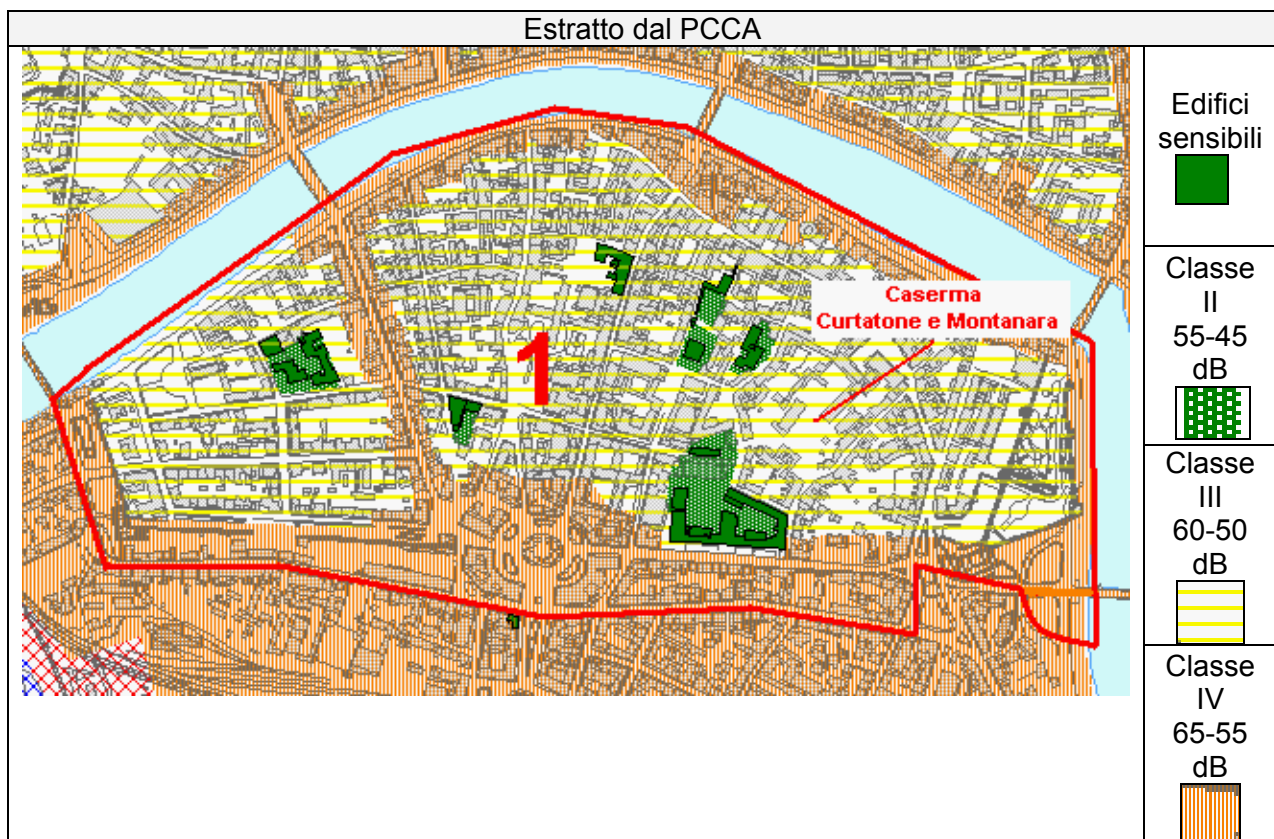 Estratto dal PCCA
Caserma
Curtatone e Montanara
1
Edifici
sensibili
Classe
II
55-45
dB
Classe
III
60-50
dB
Classe
IV
65-55
dB